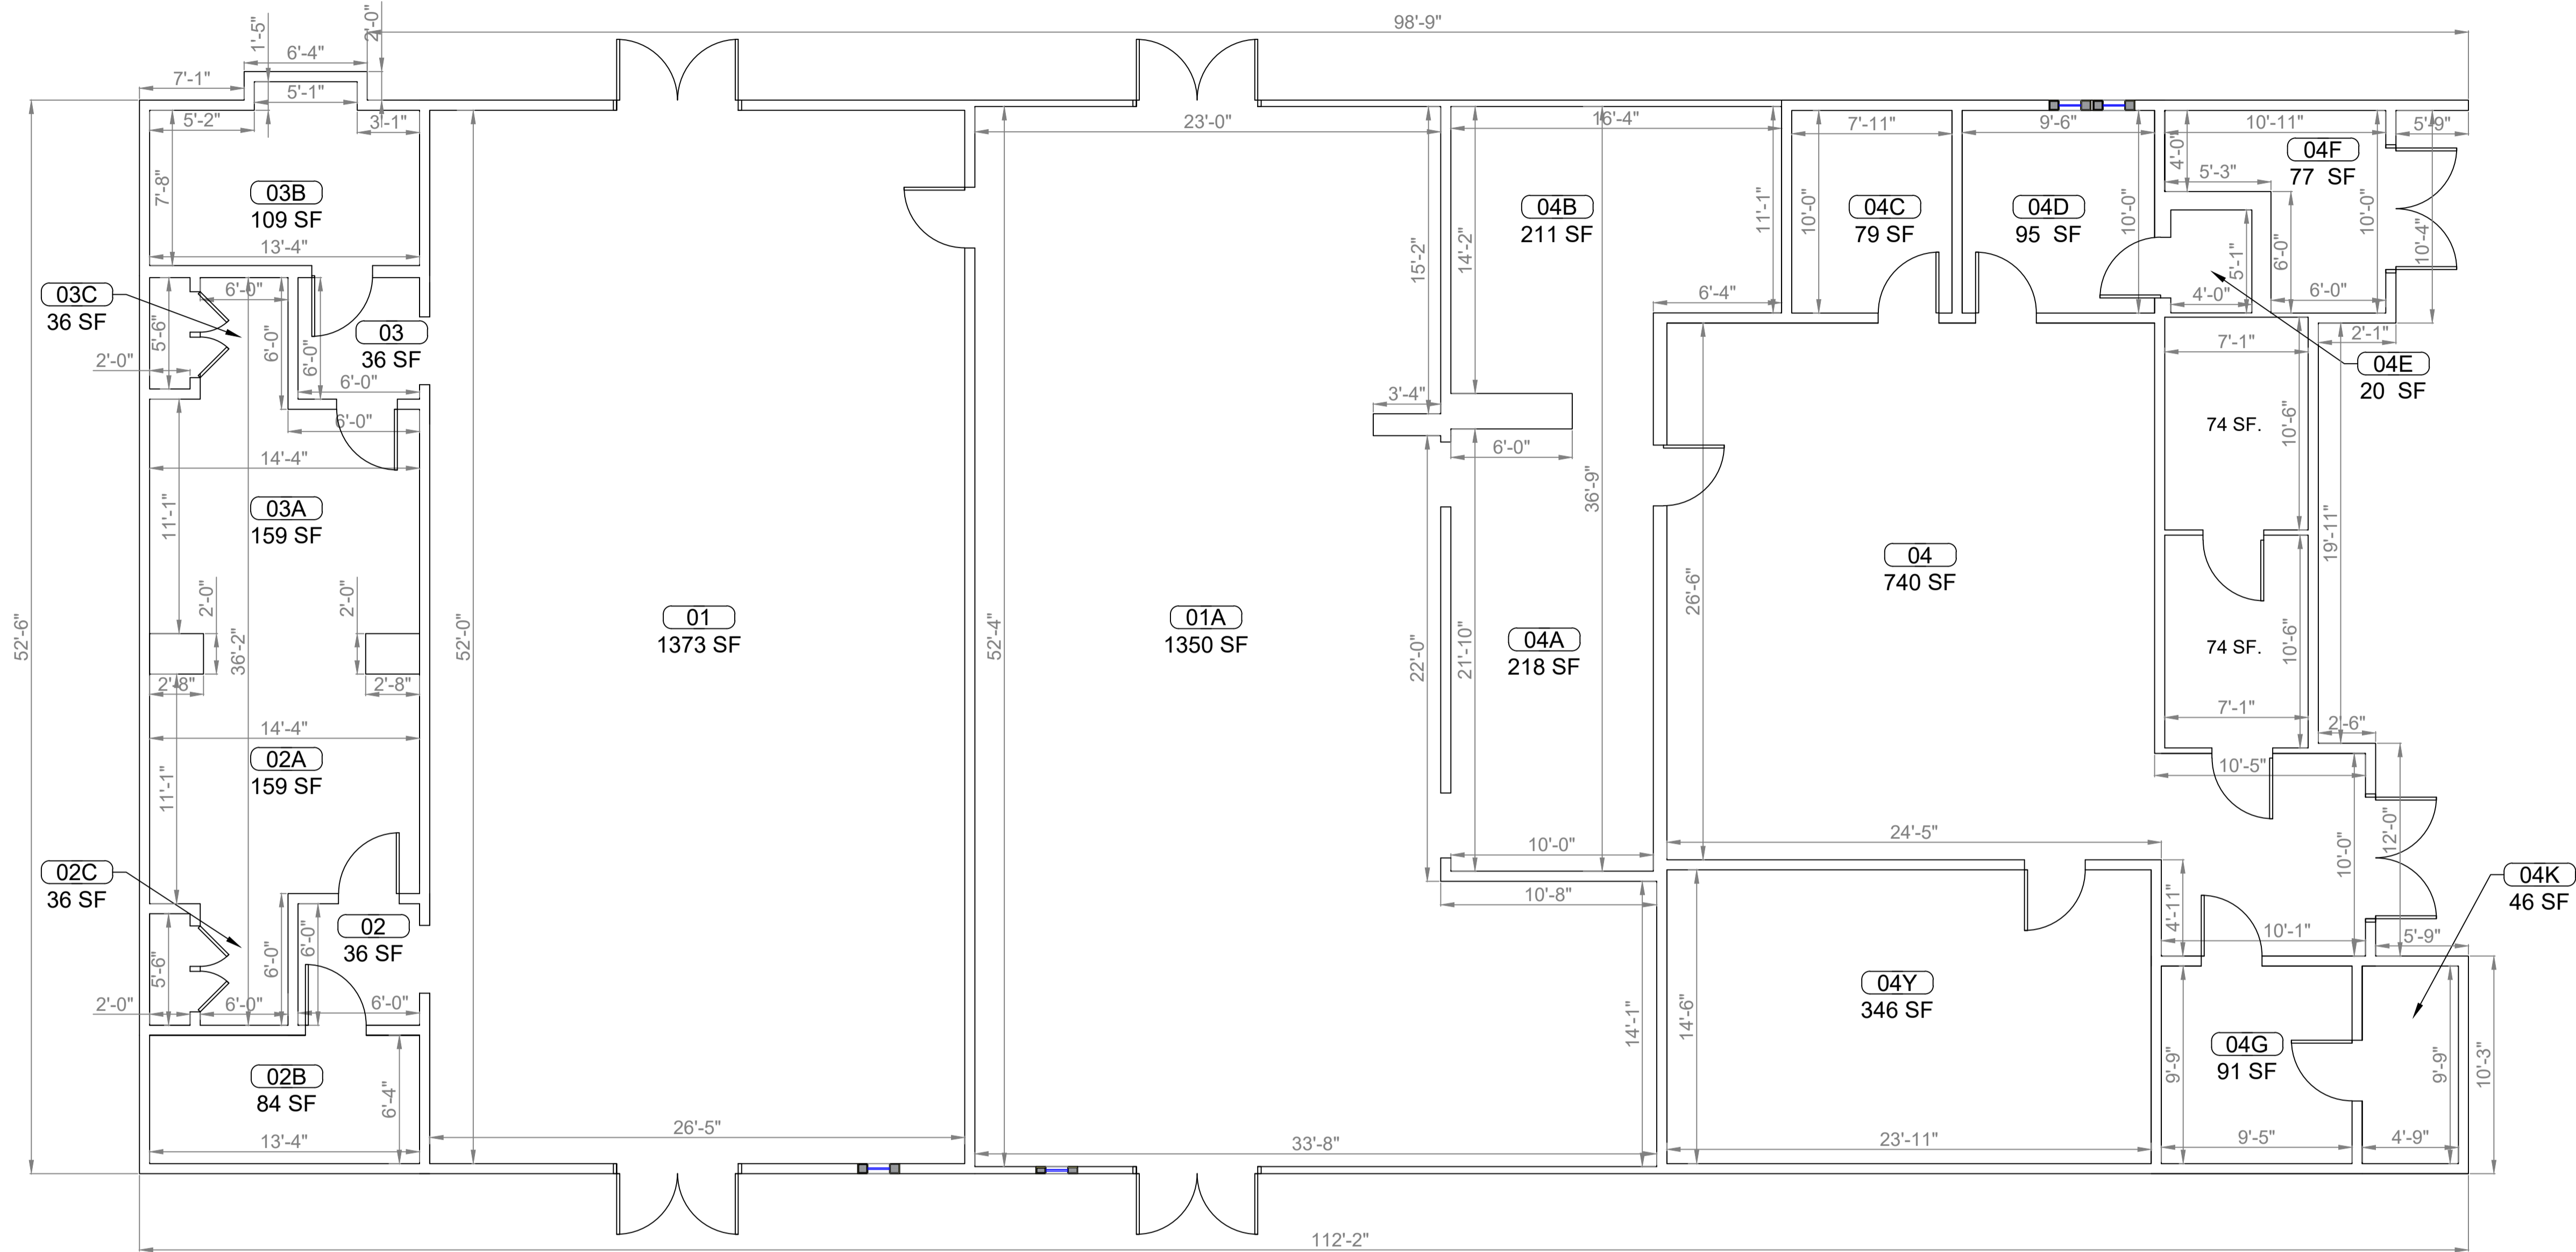 98'-9"
2'-0"
1'-5"
6'-4"
7'-1"
5'-1"
5'-2"
3'-1"
23'-0"
16'-4"
7'-11"
9'-6"
10'-11"
5'-9"
7'-8"
03B
109 SF
13'-4"
15'-2"
14'-2"
04B
211 SF
11'-1"
10'-0"
04C
79 SF
04D
95 SF
10'-0"
4'-0"
5'-3"
04F
77 SF
10'-0"
10'-4"
6'-0"
5'-1"
4'-0"
6'-0"
2'-1"
03C
36 SF
5'-6"
2'-0"
6'-0"
6'-0"
6'-0"
03
36 SF
6'-0"
6'-0"
6'-4"
7'-1"
04E
20 SF
3'-4"
6'-0"
36'-9"
74 SF.
10'-6"
14'-4"
11'-1"
03A
159 SF
19'-11"
52'-6"
2'-0"
2'-0"
36'-2"
2'-8"
2'-8"
52'-0"
01
1373 SF
52'-4"
01A
1350 SF
22'-0"
21'-10"
04A
218 SF
26'-6"
04
740 SF
74 SF.
10'-6"
7'-1"
2'-6"
14'-4"
11'-1"
02A
159 SF
10'-5"
10'-0"
12'-0"
24'-5"
10'-0"
10'-8"
4'-11"
10'-1"
5'-9"
04K
46 SF
02C
36 SF
5'-6"
2'-0"
6'-0"
6'-0"
6'-0"
02
36 SF
6'-0"
14'-1"
14'-6"
04Y
346 SF
9'-9"
04G
91 SF
9'-9"
10'-3"
02B
84 SF
6'-4"
13'-4"
26'-5"
33'-8"
23'-11"
9'-5"
4'-9"
112'-2"